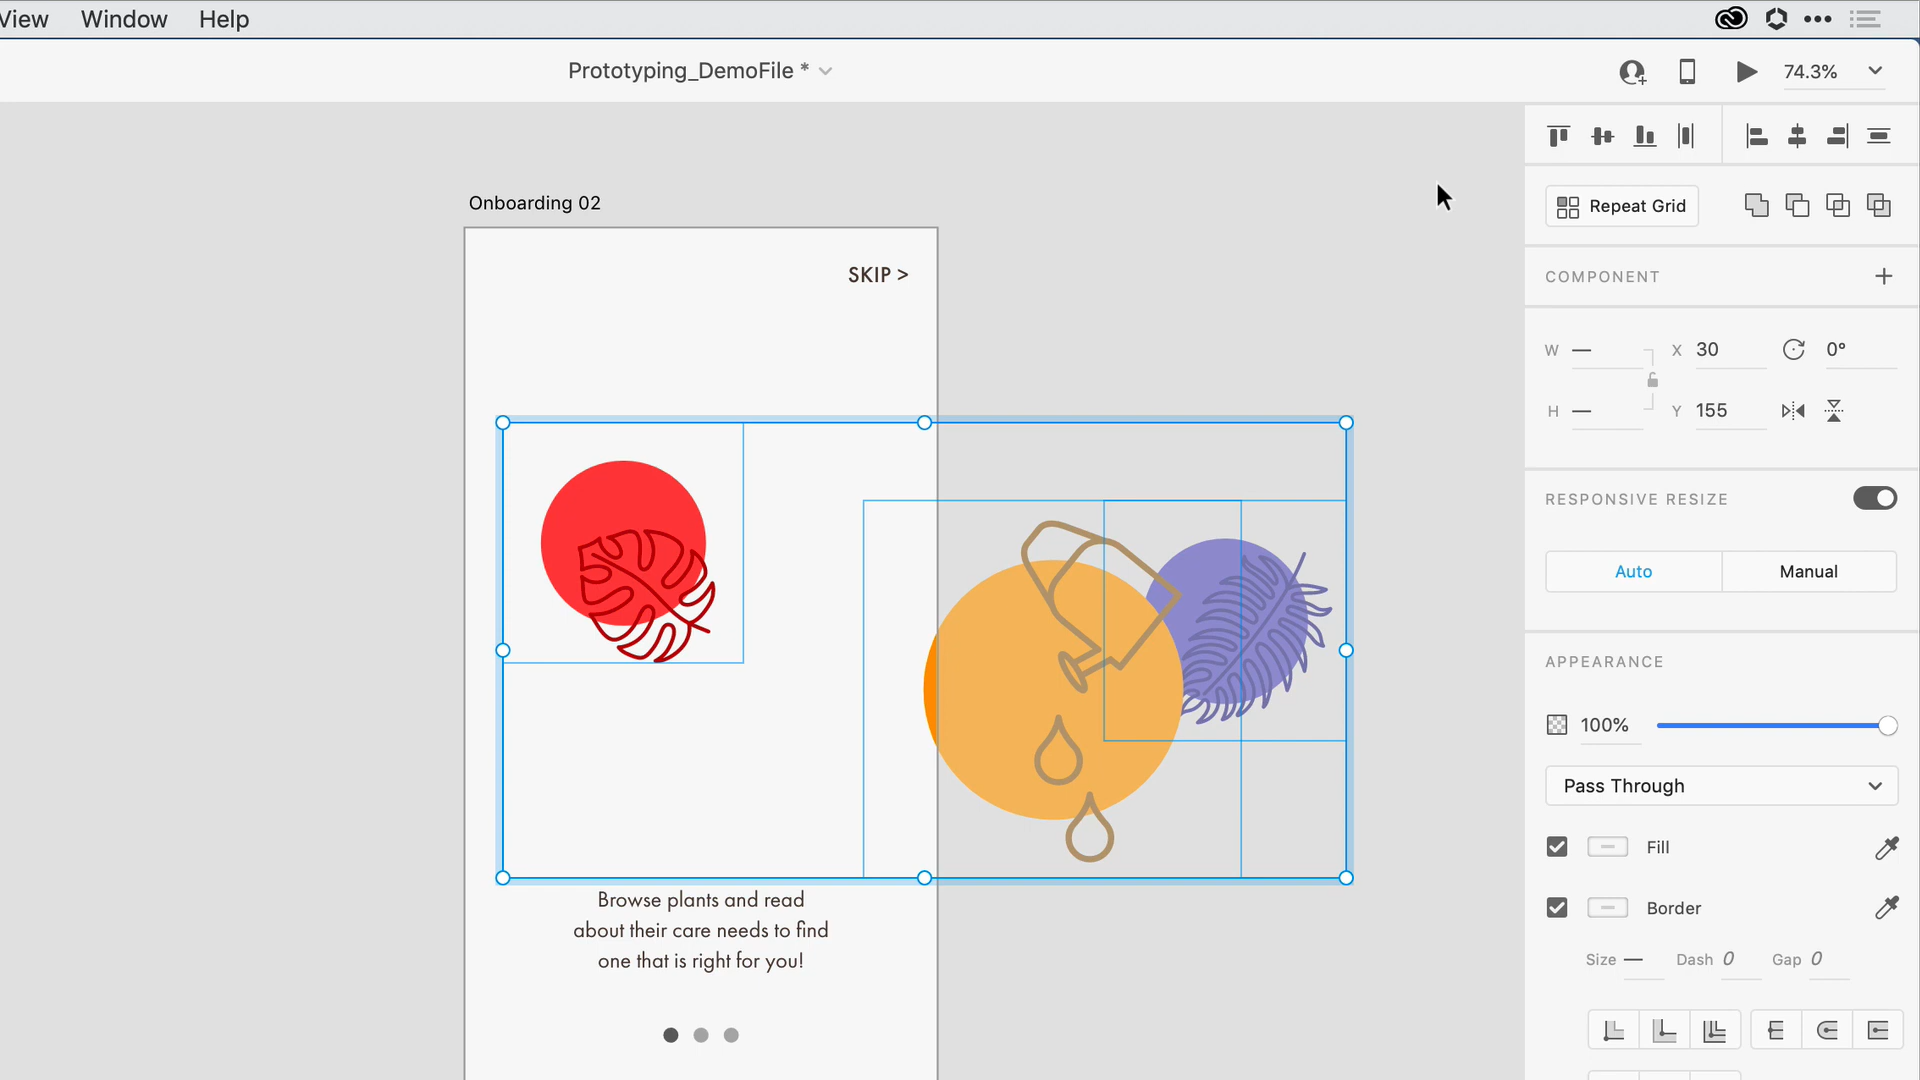 View Window Help
Prototyping_DemoFile *
74.3%
Onboarding 02
SKIP >
Repeat Grid
COMPONENT
W — X 30 0°
H — Y 155
RESPONSIVE RESIZE
Auto Manual
APPEARANCE
100%
Pass Through
Fill
Border
Size — Dash 0 Gap 0
Browse plants and read
about their care needs to find
one that is right for you!